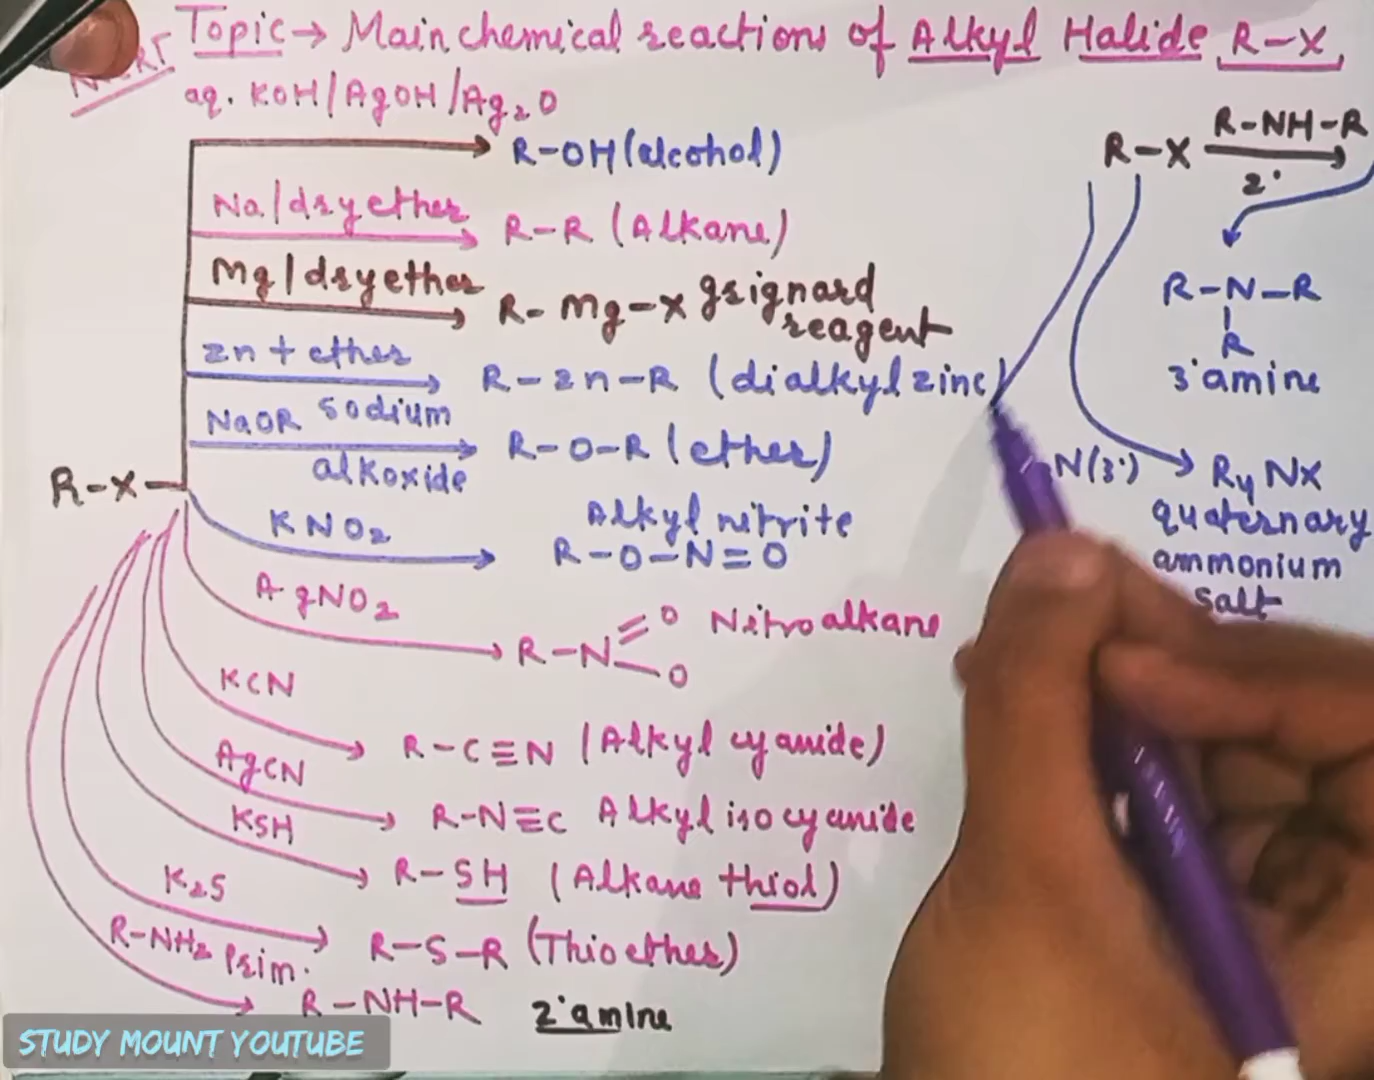 NCERT
Topic → Main chemical reactions of Alkyl Halide R-X
aq. KOH/AgOH/Ag₂O
R-OH (alcohol)
Na/dry ether
R-R (Alkane)
Mg/dry ether
R-Mg-X grignard
reagent
zn + ether
R-zn-R (dialkyl zinc)
NaOR sodium
alkoxide
R-O-R (ether)
R-X
KNO₂
Alkyl nitrite
R-O-N=O
AgNO₂
R-N
=O
-O
Nitroalkane
KCN
R-C≡N (Alkyl cyanide)
AgCN
R-N≡C Alkyl isocyanide
KSH
R-SH (Alkane thiol)
K₂S
R-S-R (Thioether)
R-NH₂ Prim.
R-NH-R 2°amine
R-X
R-NH-R
2°
R-N-R
R
3°amine
N(3°)
R₄NX
quaternary
ammonium
salt
STUDY MOUNT YOUTUBE